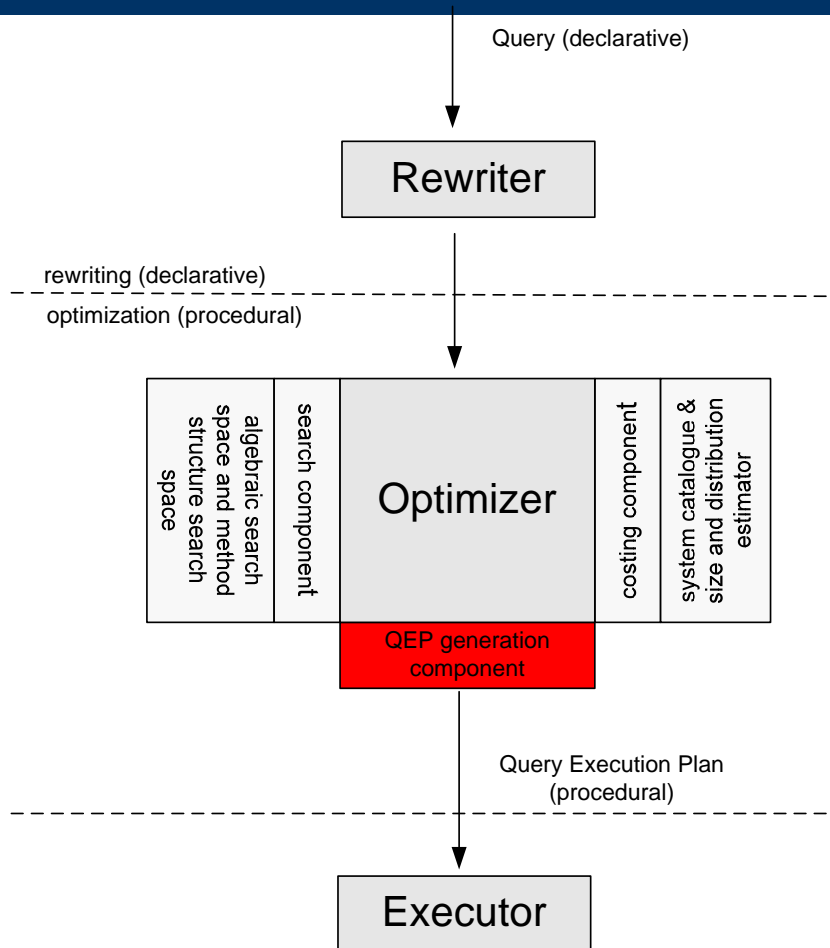 Query (declarative)
Rewriter
rewriting (declarative)
optimization (procedural)
algebraic search
space and method
structure search
space
search component
Optimizer
costing component
system catalogue &
size and distribution
estimator
QEP generation
component
Query Execution Plan
(procedural)
Executor